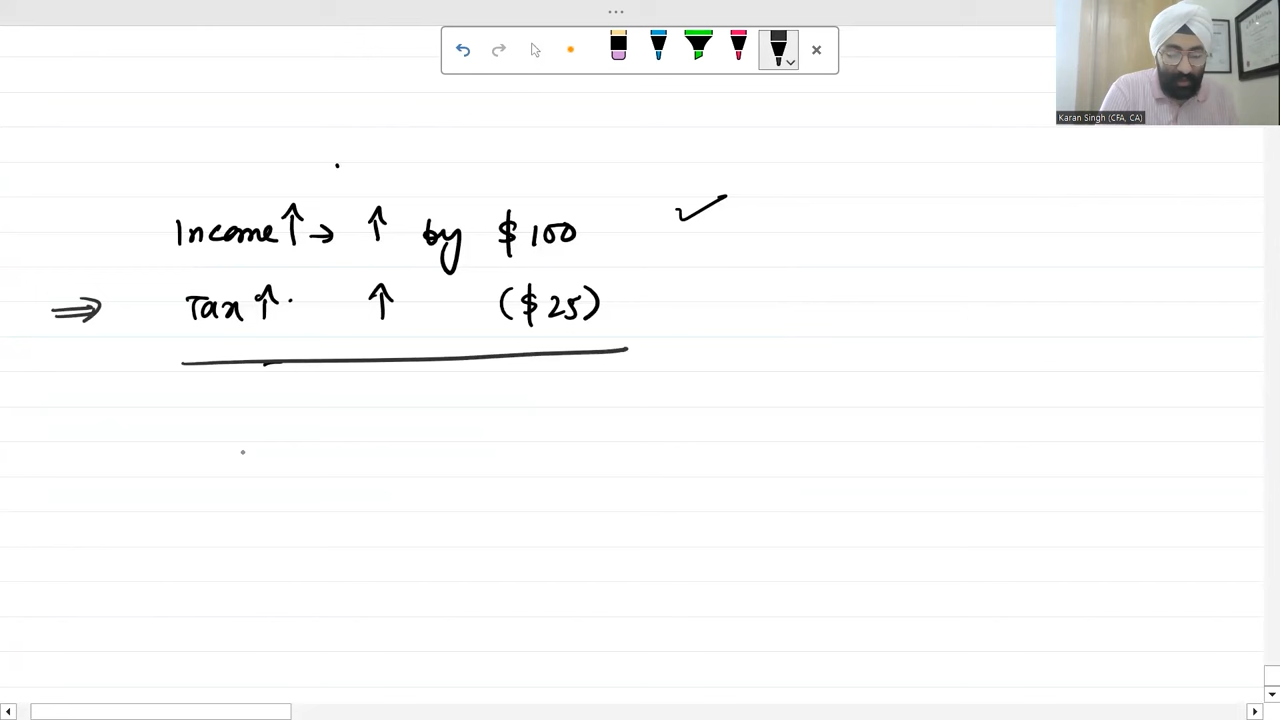 Karan Singh (CFA, CA)
Income ↑ → ↑ by $ 100 ✓
⇒ Tax ↑ ↑ ($ 25)